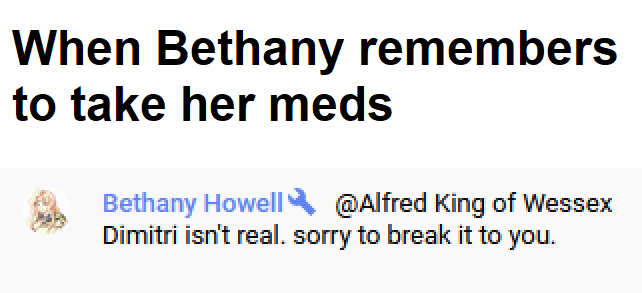 When Bethany remembers
to take her meds
Bethany Howell @Alfred King of Wessex
Dimitri isn't real. sorry to break it to you.